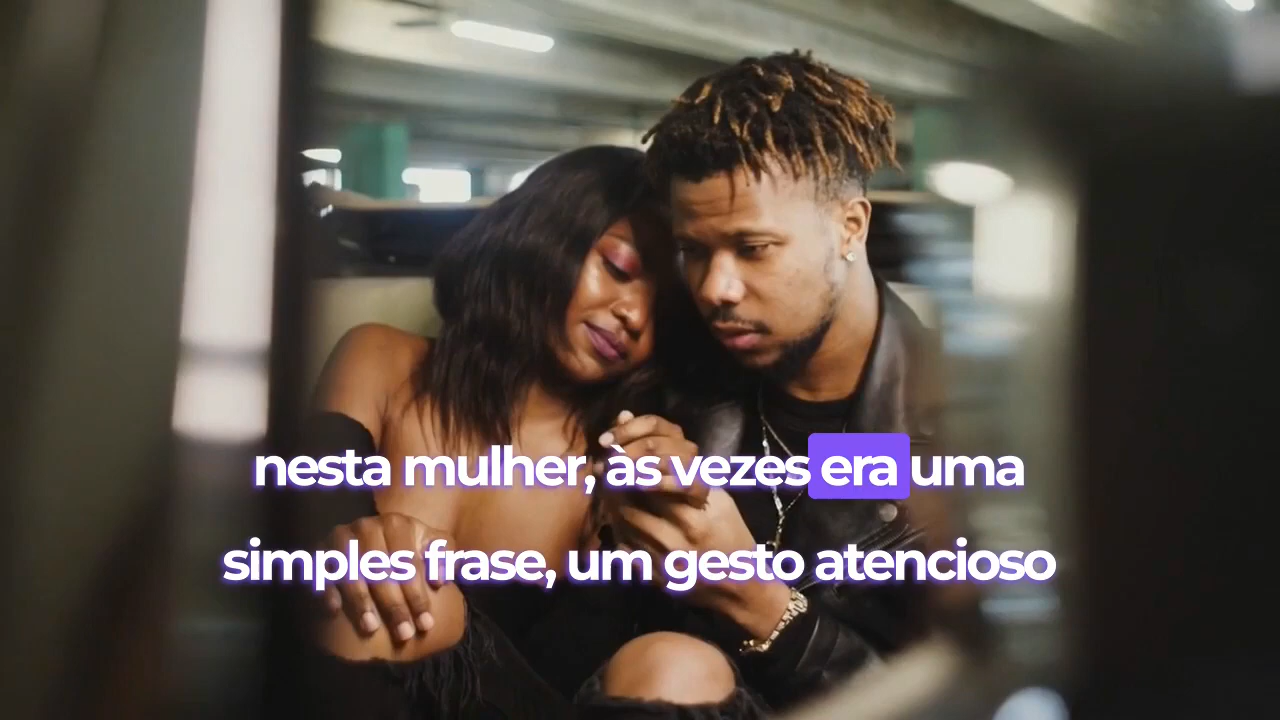 nesta mulher, às vezes era uma
simples frase, um gesto atencioso